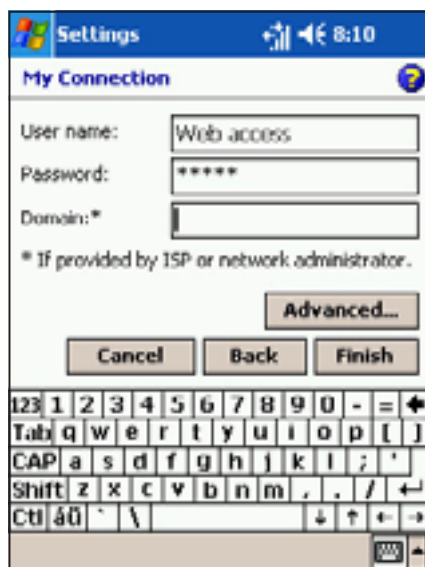 Settings 8:10
My Connection ?
User name: Web access
Password: *****
Domain:*
* If provided by ISP or network administrator.
Advanced...
Cancel Back Finish
123 1 2 3 4 5 6 7 8 9 0 - = ←
Tab q w e r t y u i o p [ ]
CAP a s d f g h j k l ; '
Shift z x c v b n m , . / ↵
Ctl áü ` \ ↓ ↑ ← →